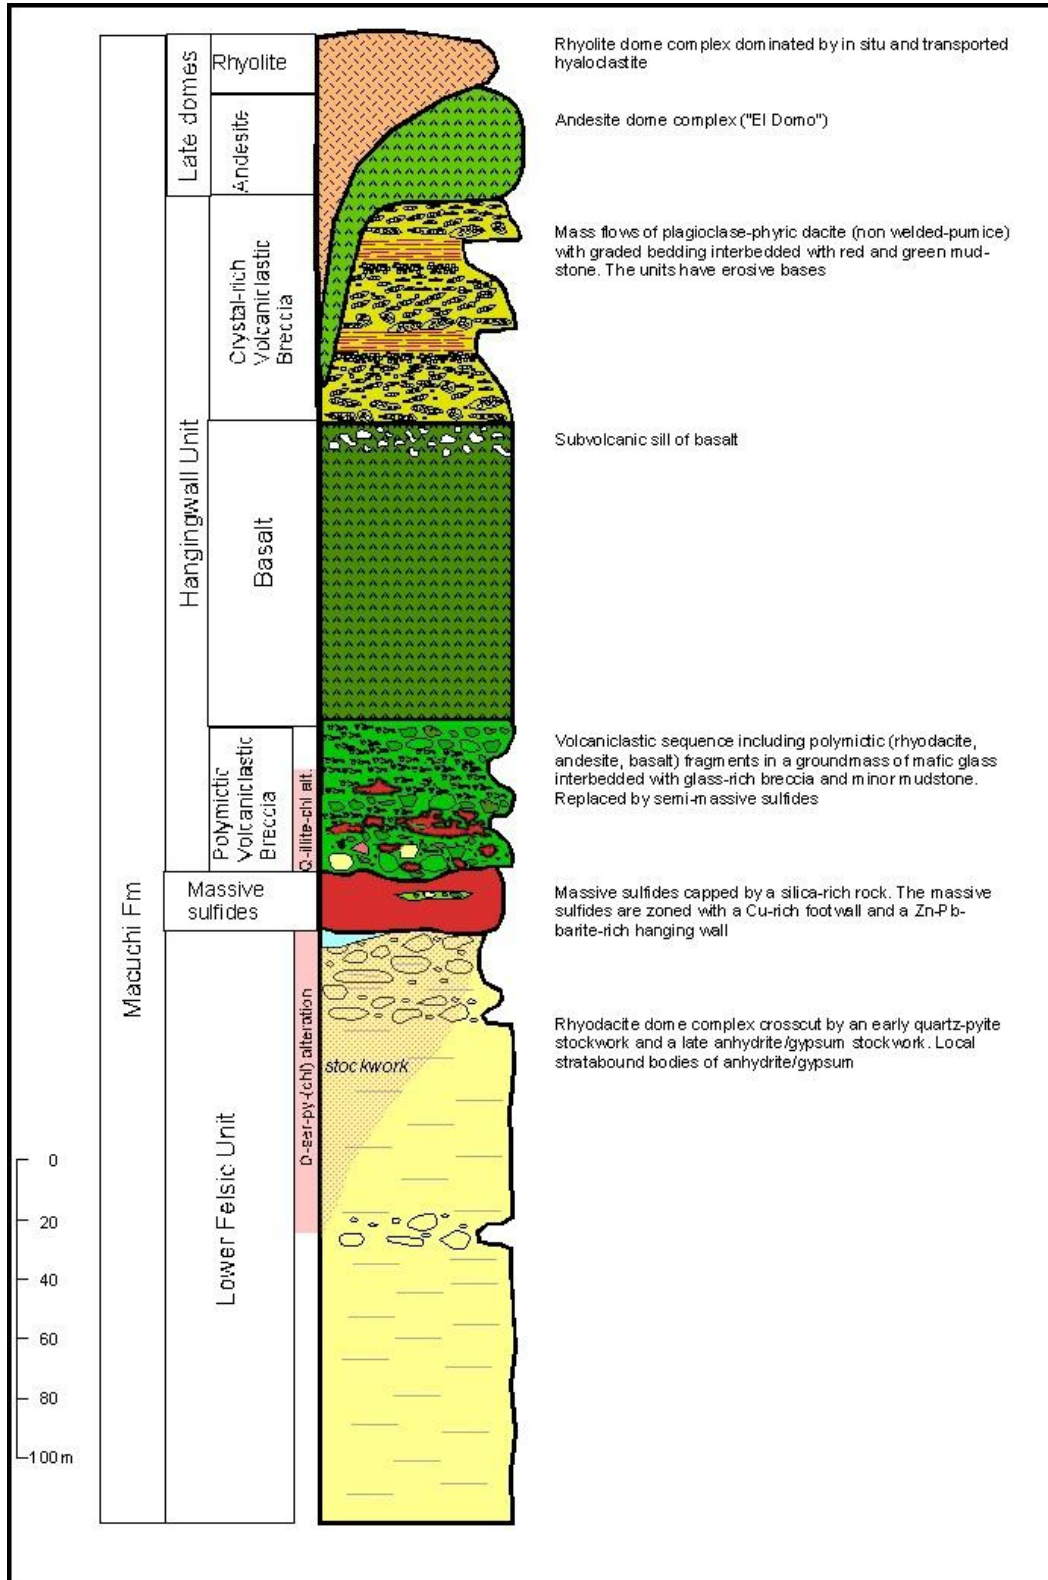 Rhyolite dome complex dominated by in situ and transported
hyaloclastite
Andesite dome complex ("El Domo")
Mass flows of plagioclase-phyric dacite (non welded-pumice)
with graded bedding interbedded with red and green mud-
stone. The units have erosive bases
Subvolcanic sill of basalt
Volcaniclastic sequence including polymictic (rhyodacite,
andesite, basalt) fragments in a groundmass of mafic glass
interbedded with glass-rich breccia and minor mudstone.
Replaced by semi-massive sulfides
Massive sulfides capped by a silica-rich rock. The massive
sulfides are zoned with a Cu-rich footwall and a Zn-Pb-
barite-rich hanging wall
Rhyodacite dome complex crosscut by an early quartz-pyite
stockwork and a late anhydrite/gypsum stockwork. Local
stratabound bodies of anhydrite/gypsum
Macuchi Fm
Late domes
Rhyolite
Andesite
Hangingwall Unit
Crystal-rich
Volcaniclastic
Breccia
Basalt
Polymictic
Volcaniclastic
Breccia
Q-illite-chl alt.
Massive
sulfides
Lower Felsic Unit
Q-ser-py-(chl) alteration
stockwork
0
20
40
60
80
100m